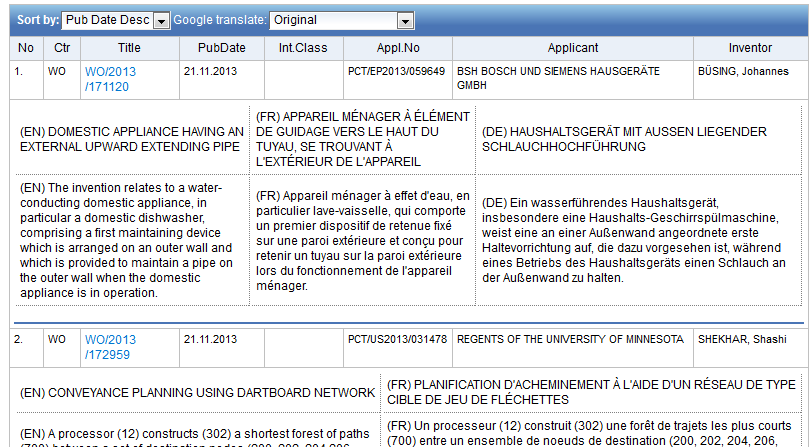 Sort by: Pub Date Desc Google translate: Original
No Ctr Title PubDate Int.Class Appl.No Applicant Inventor
1. WO WO/2013 21.11.2013 PCT/EP2013/059649 BSH BOSCH UND SIEMENS HAUSGERÄTE BÜSING, Johannes
/171120 GMBH
(EN) DOMESTIC APPLIANCE HAVING AN
EXTERNAL UPWARD EXTENDING PIPE
(FR) APPAREIL MÉNAGER À ÉLÉMENT
DE GUIDAGE VERS LE HAUT DU
TUYAU, SE TROUVANT À
L'EXTÉRIEUR DE L'APPAREIL
(DE) HAUSHALTSGERÄT MIT AUSSEN LIEGENDER
SCHLAUCHHOCHFÜHRUNG
(EN) The invention relates to a water-
conducting domestic appliance, in
particular a domestic dishwasher,
comprising a first maintaining device
which is arranged on an outer wall and
which is provided to maintain a pipe on
the outer wall when the domestic
appliance is in operation.
(FR) Appareil ménager à effet d'eau, en
particulier lave-vaisselle, qui comporte
un premier dispositif de retenue fixé
sur une paroi extérieure et conçu pour
retenir un tuyau sur la paroi extérieure
lors du fonctionnement de l'appareil
ménager.
(DE) Ein wasserführendes Haushaltsgerät,
insbesondere eine Haushalts-Geschirrspülmaschine,
weist eine an einer Außenwand angeordnete erste
Haltevorrichtung auf, die dazu vorgesehen ist, während
eines Betriebs des Haushaltsgeräts einen Schlauch an
der Außenwand zu halten.
2. WO WO/2013 21.11.2013 PCT/US2013/031478 REGENTS OF THE UNIVERSITY OF MINNESOTA SHEKHAR, Shashi
/172959
(EN) CONVEYANCE PLANNING USING DARTBOARD NETWORK
(FR) PLANIFICATION D'ACHEMINEMENT À L'AIDE D'UN RÉSEAU DE TYPE
CIBLE DE JEU DE FLÉCHETTES
(EN) A processor (12) constructs (302) a shortest forest of paths
(700) between a set of destination nodes (200, 202, 204, 206,
(FR) Un processeur (12) construit (302) une forêt de trajets les plus courts
(700) entre un ensemble de noeuds de destination (200, 202, 204, 206,